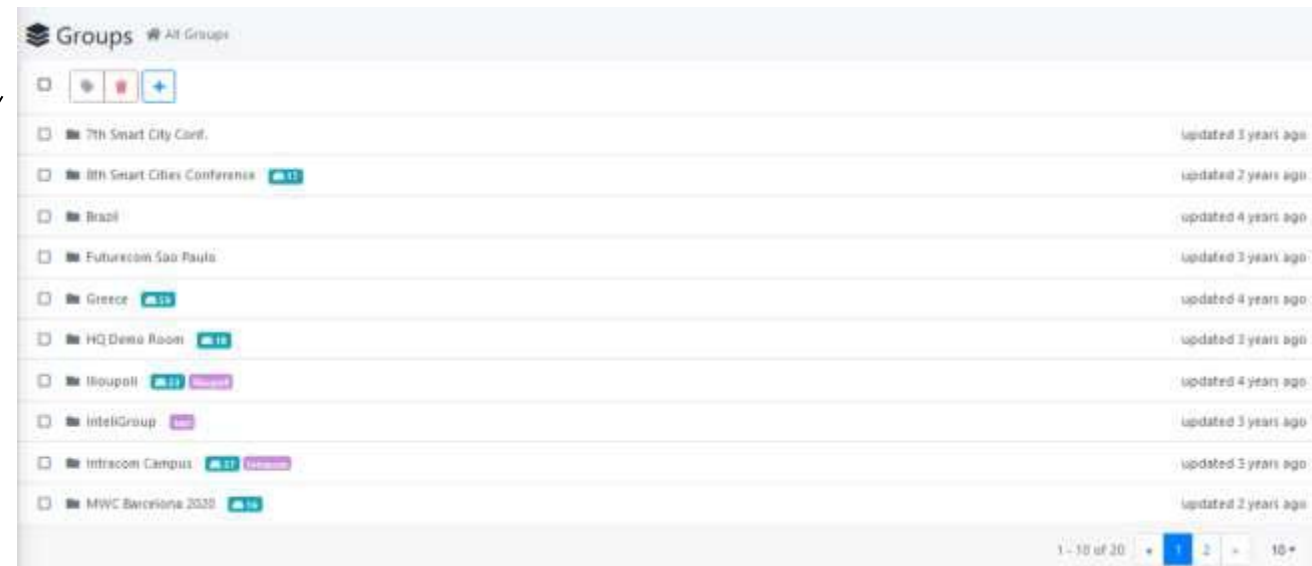 Groups All Groups
7th Smart City Conf. updated 3 years ago
8th Smart Cities Conference 17 updated 2 years ago
Brazil updated 4 years ago
Futurecom Sao Paulo updated 3 years ago
Greece updated 4 years ago
HQ Demo Room updated 3 years ago
Ilioupoli updated 4 years ago
InteliGroup updated 3 years ago
Intracom Campus updated 3 years ago
MWC Barcelona 2020 updated 2 years ago
1 - 10 of 20 « 1 2 » 10